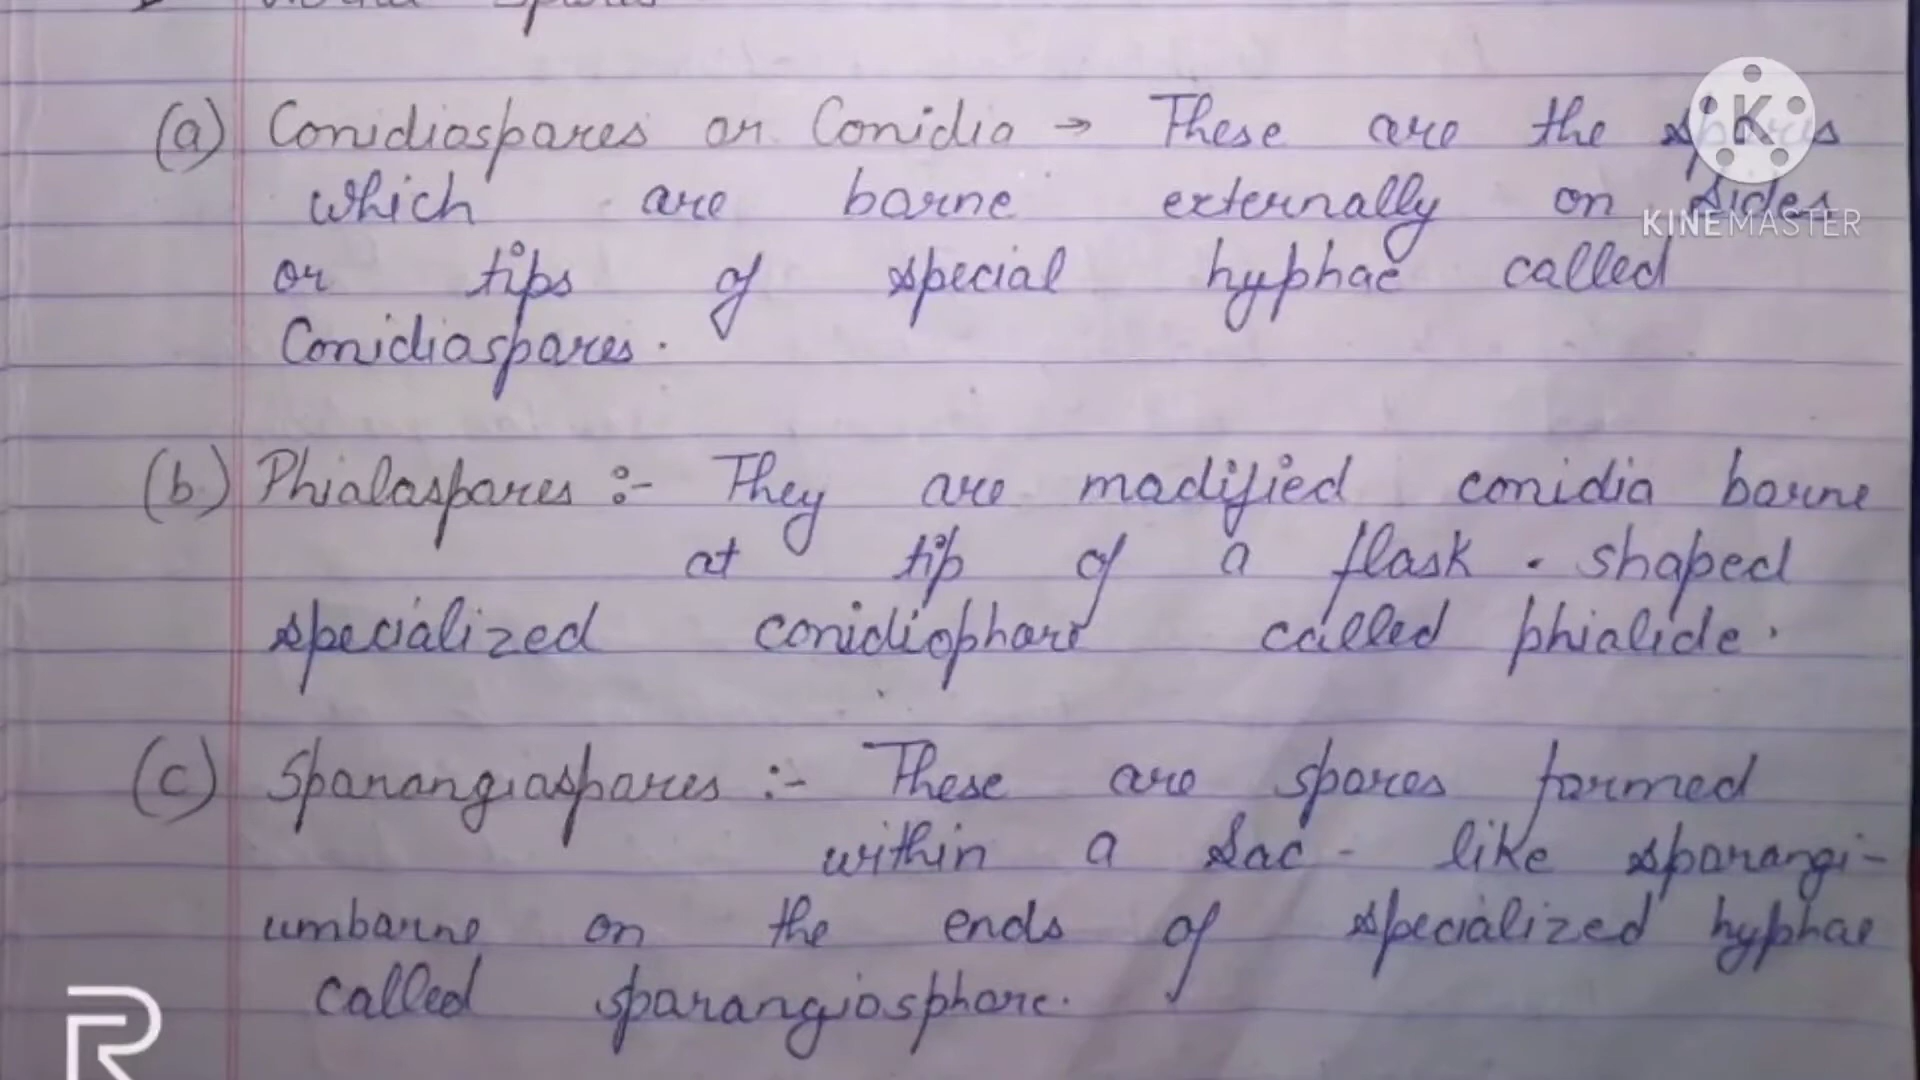 (a) Conidiospores or Conidia → These are the spores
which are borne externally on sides
or tips of special hyphae called
Conidiospores.
(b) Phialospores :- They are modified conidia borne
at tip of a flask - shaped
specialized conidiophore called phialide.
(c) Sporangiospores :- These are spores formed
within a sac - like sporangi-
umborne on the ends of specialized hyphae
called sporangiosphore.
KINEMASTER